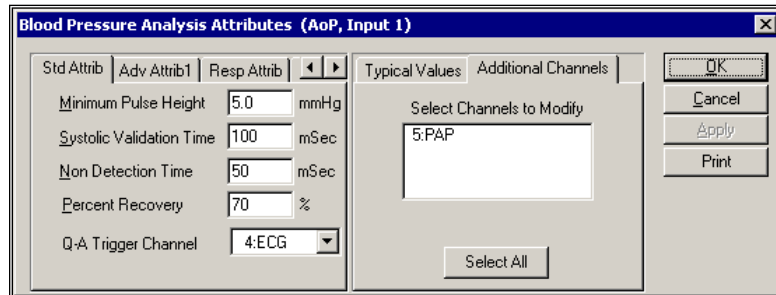 Blood Pressure Analysis Attributes (AoP, Input 1)
Std Attrib Adv Attrib1 Resp Attrib
Minimum Pulse Height 5.0 mmHg
Systolic Validation Time 100 mSec
Non Detection Time 50 mSec
Percent Recovery 70 %
Q-A Trigger Channel 4:ECG
Typical Values Additional Channels
Select Channels to Modify
5:PAP
Select All
OK
Cancel
Apply
Print